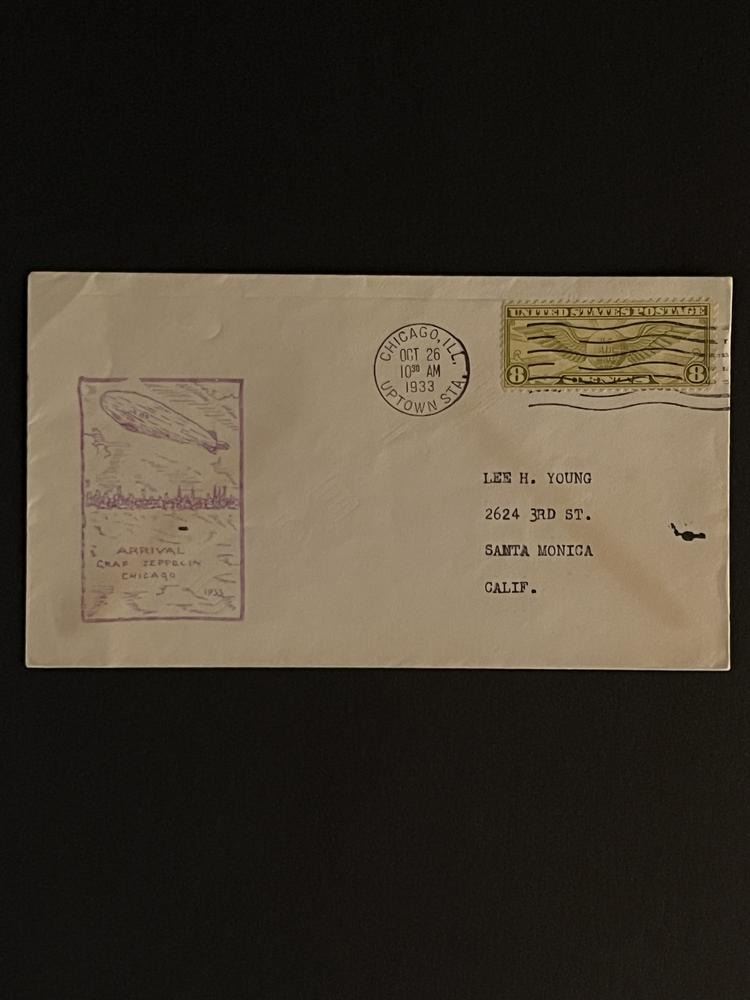 UNITED STATES POSTAGE
8 8
CHICAGO, ILL.
OCT 26
10 30 AM
1933
UPTOWN STA.
LEE H. YOUNG
2624 3RD ST.
SANTA MONICA
CALIF.
ARRIVAL
GRAF ZEPPELIN
CHICAGO
1933